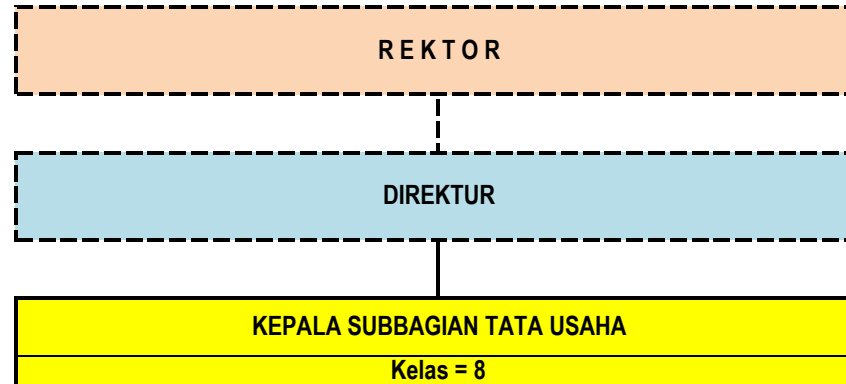 R E K T O R
DIREKTUR
KEPALA SUBBAGIAN TATA USAHA
Kelas = 8